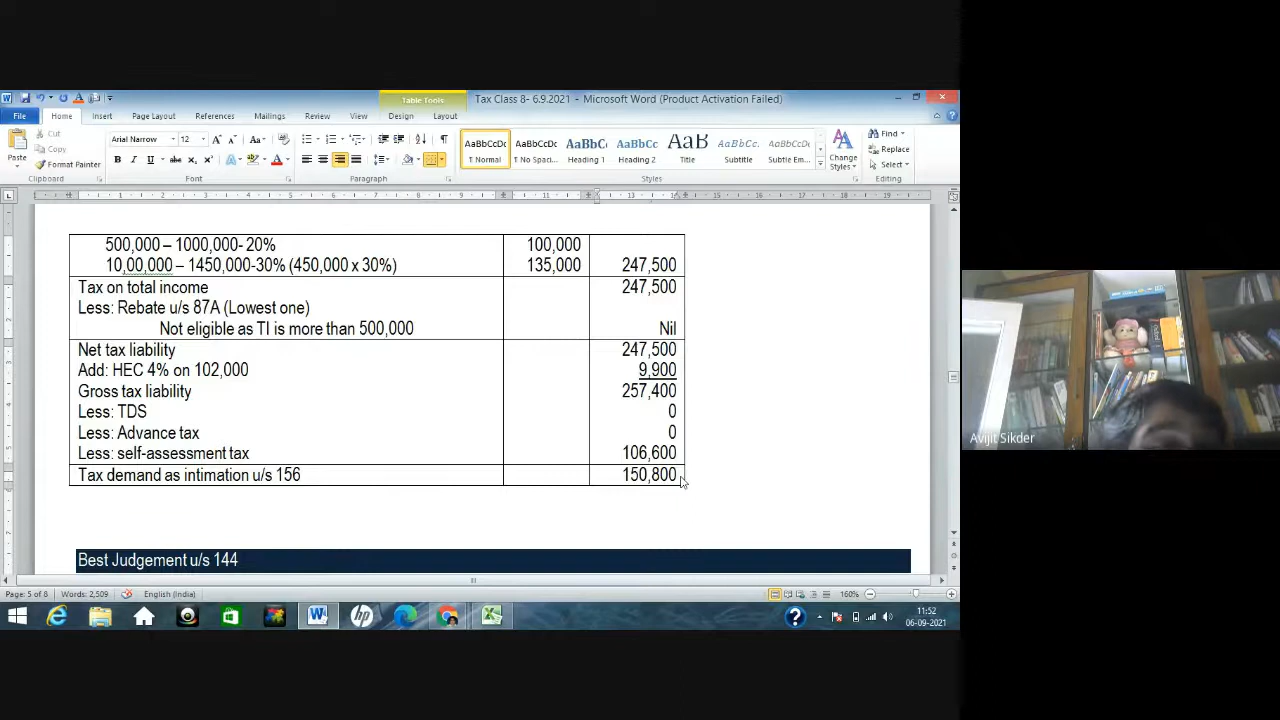 Table Tools
Tax Class 8- 6.9.2021 - Microsoft Word (Product Activation Failed)
File Home Insert Page Layout References Mailings Review View Design Layout
Cut
Copy
Format Painter
Paste
Clipboard
Arial Narrow 12
Font
Paragraph
AaBbCcDc AaBbCcDc AaBbC AaBbCc AaB AaBbCc. AaBbCcDc
¶ Normal ¶ No Spac... Heading 1 Heading 2 Title Subtitle Subtle Em...
Styles
Change Styles
Find
Replace
Select
Editing
500,000 – 1000,000- 20% 100,000
10,00,000 – 1450,000-30% (450,000 x 30%) 135,000 247,500
Tax on total income 247,500
Less: Rebate u/s 87A (Lowest one)
Not eligible as TI is more than 500,000 Nil
Net tax liability 247,500
Add: HEC 4% on 102,000 9,900
Gross tax liability 257,400
Less: TDS 0
Less: Advance tax 0
Less: self-assessment tax 106,600
Tax demand as intimation u/s 156 150,800
Best Judgement u/s 144
Page: 5 of 8 Words: 2,509 English (India) 160%
11:52
06-09-2021
Avijit Sikder